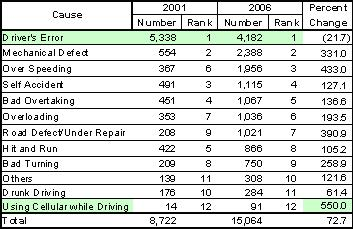 Cause 2001 2006 Percent
Number Rank Number Rank Change
Driver's Error 5,338 1 4,182 1 (21.7)
Mechanical Defect 554 2 2,388 2 331.0
Over Speeding 367 6 1,956 3 433.0
Self Accident 491 3 1,115 4 127.1
Bad Overtaking 451 4 1,067 5 136.6
Overloading 353 7 1,036 6 193.5
Road Defect/Under Repair 208 9 1,021 7 390.9
Hit and Run 422 5 866 8 105.2
Bad Turning 209 8 750 9 258.9
Others 139 11 308 10 121.6
Drunk Driving 176 10 284 11 61.4
Using Cellular while Driving 14 12 91 12 550.0
Total 8,722 15,064 72.7